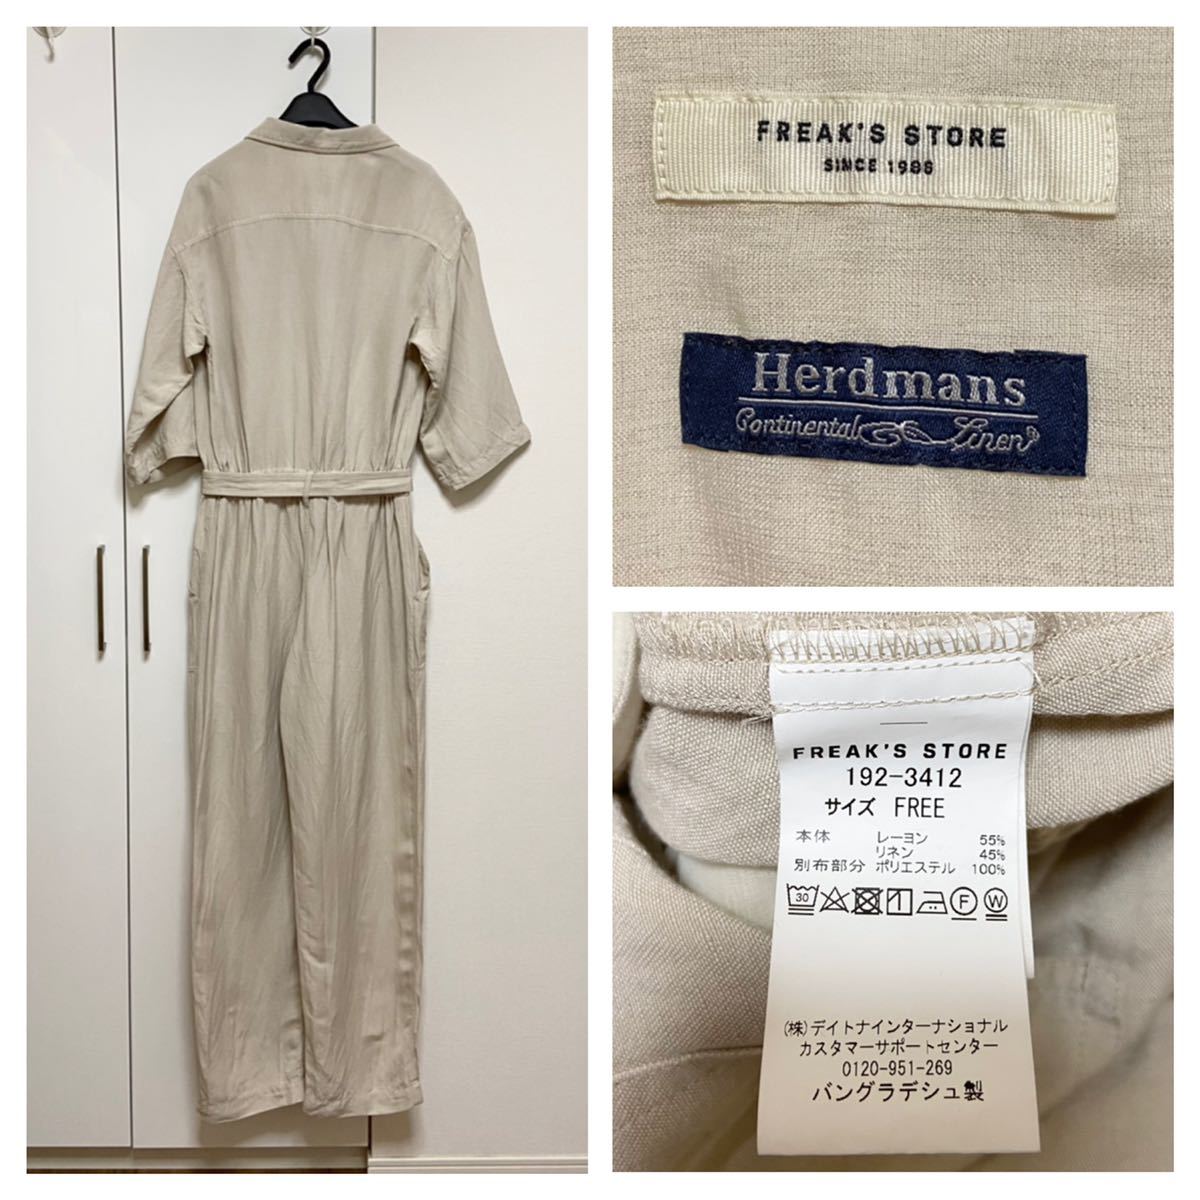 FREAK'S STORE
SINCE 1986
Herdmans
Continental Linen
FREAK'S STORE
192-3412
サイズ FREE
本体 レーヨン 55%
リネン 45%
別布部分 ポリエステル 100%
30 F W
(株)デイトナインターナショナル
カスタマーサポートセンター
0120-951-269
バングラデシュ製